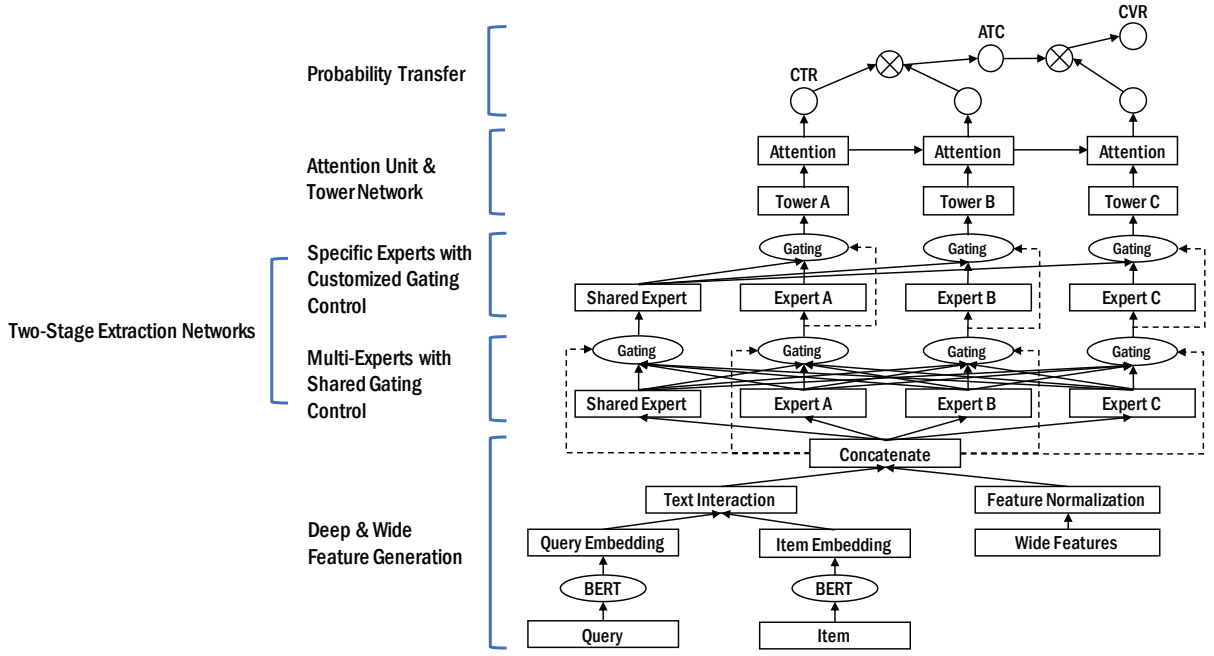 CVR
ATC
CTR
Probability Transfer
Attention Unit &
Tower Network
Attention
Attention
Attention
Tower A
Tower B
Tower C
Two-Stage Extraction Networks
Specific Experts with
Customized Gating
Control
Gating
Gating
Gating
Shared Expert
Expert A
Expert B
Expert C
Multi-Experts with
Shared Gating
Control
Gating
Gating
Gating
Gating
Shared Expert
Expert A
Expert B
Expert C
Deep & Wide
Feature Generation
Concatenate
Text Interaction
Feature Normalization
Query Embedding
Item Embedding
Wide Features
BERT
BERT
Query
Item